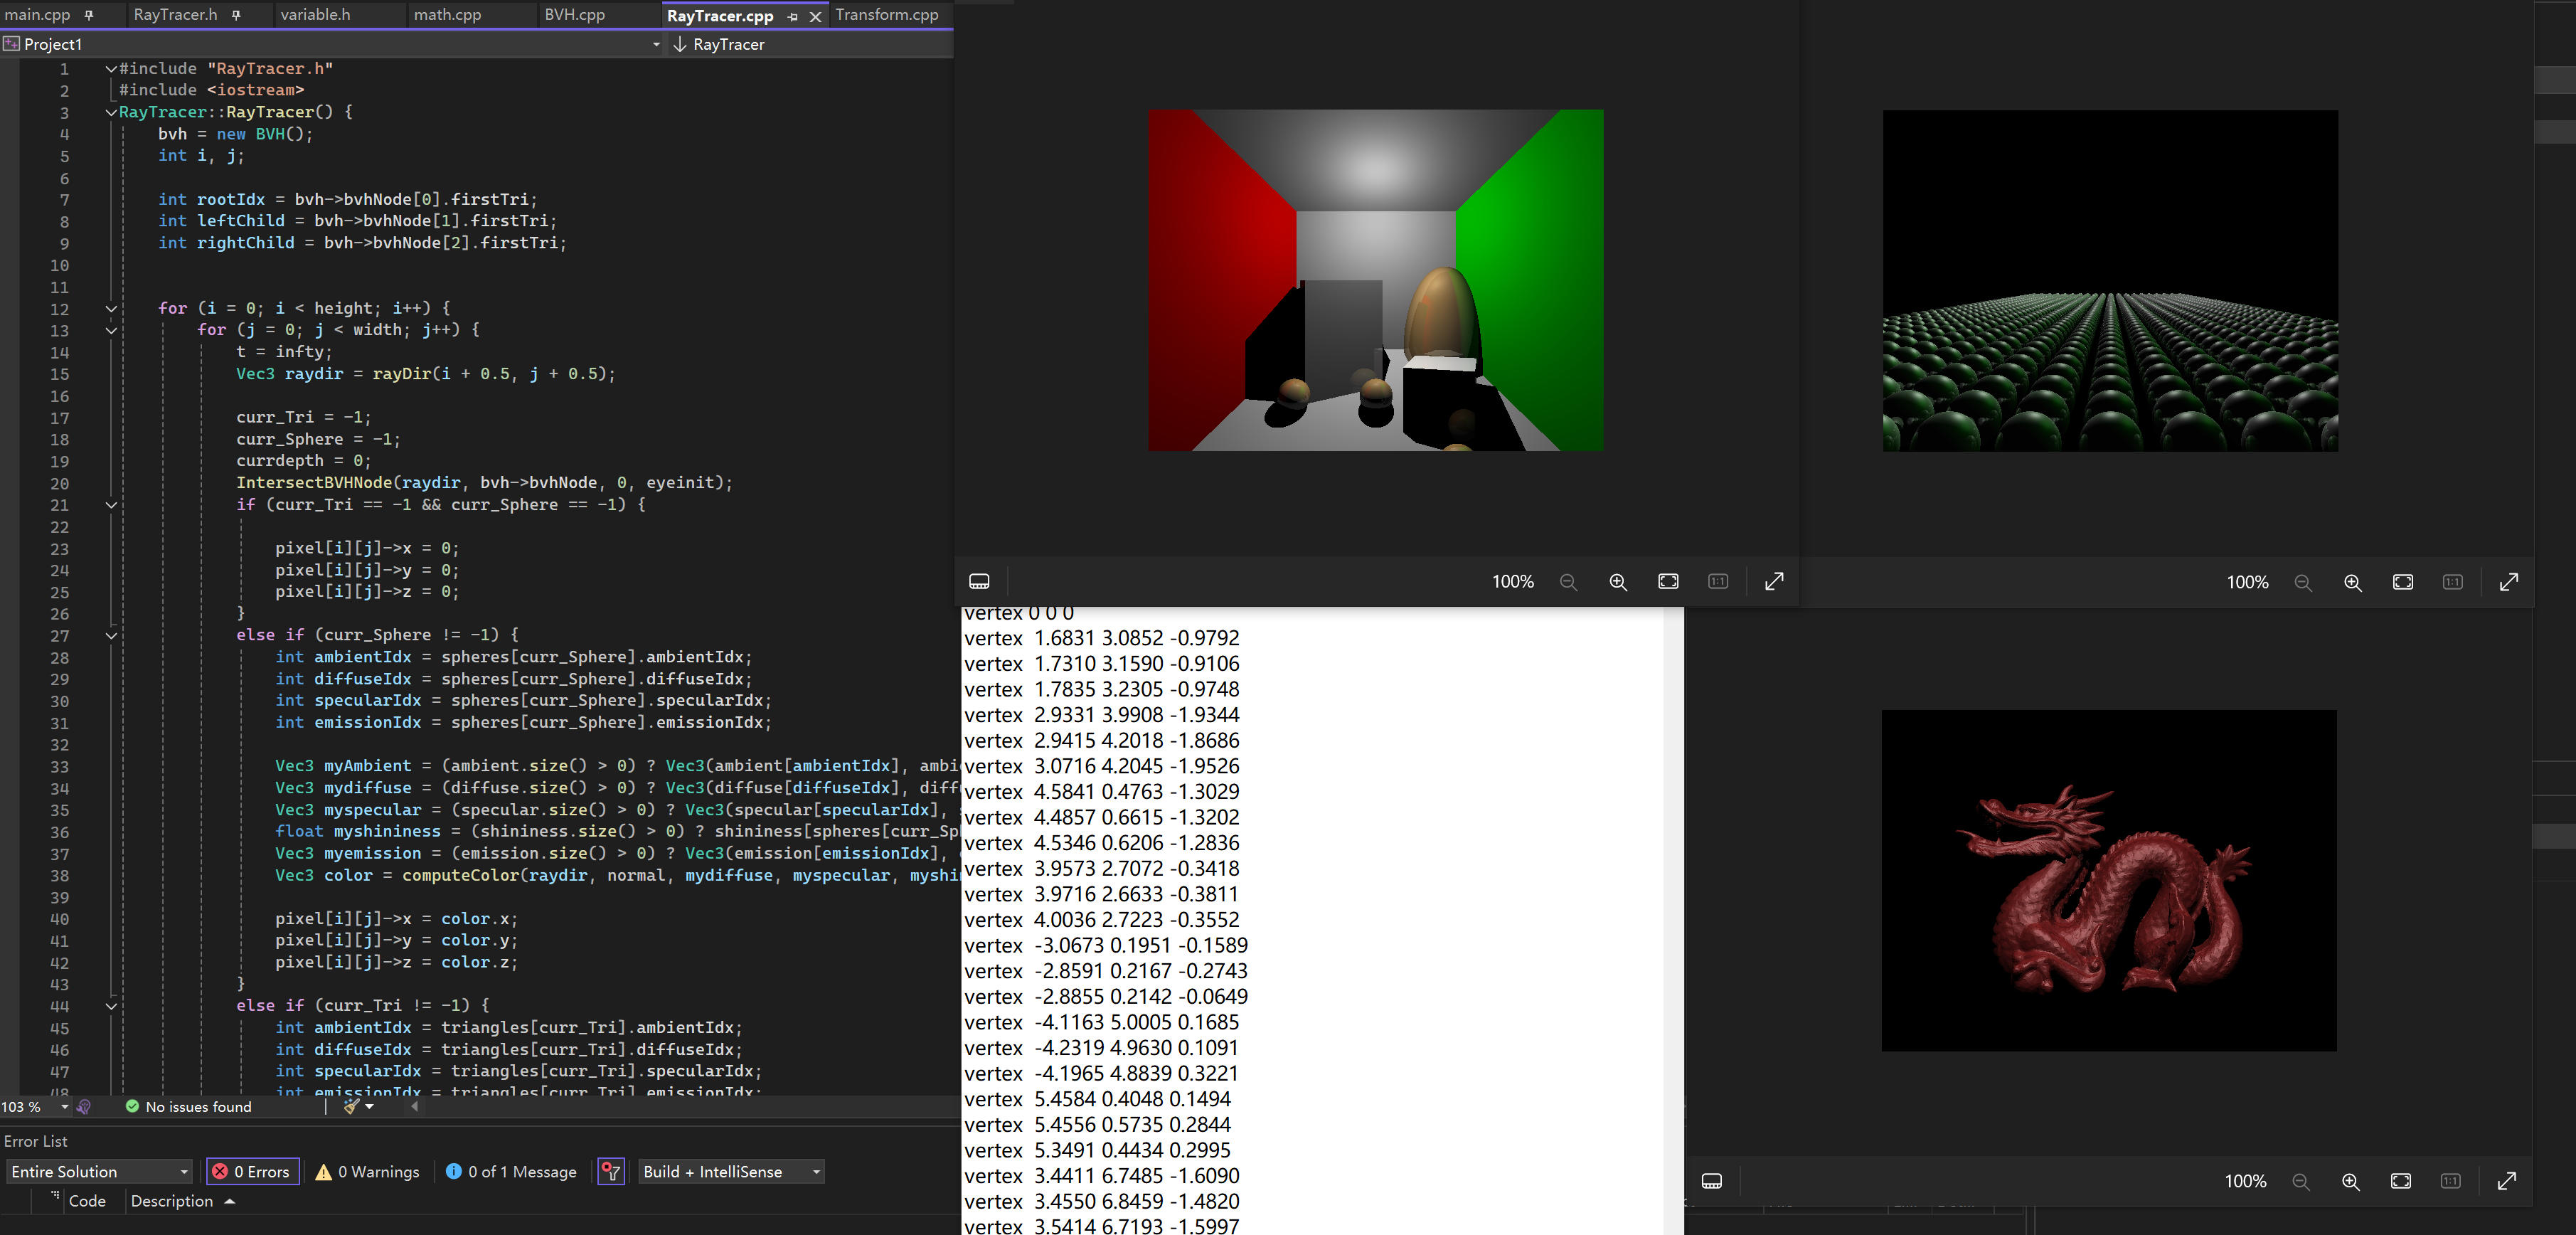 main.cpp RayTracer.h variable.h math.cpp BVH.cpp RayTracer.cpp Transform.cpp
Project1 RayTracer
1 #include "RayTracer.h"
2 #include <iostream>
3 RayTracer::RayTracer() {
4 bvh = new BVH();
5 int i, j;
6
7 int rootIdx = bvh->bvhNode[0].firstTri;
8 int leftChild = bvh->bvhNode[1].firstTri;
9 int rightChild = bvh->bvhNode[2].firstTri;
10
11
12 for (i = 0; i < height; i++) {
13 for (j = 0; j < width; j++) {
14 t = infty;
15 Vec3 raydir = rayDir(i + 0.5, j + 0.5);
16
17 curr_Tri = -1;
18 curr_Sphere = -1;
19 currdepth = 0;
20 IntersectBVHNode(raydir, bvh->bvhNode, 0, eyeinit);
21 if (curr_Tri == -1 && curr_Sphere == -1) {
22
23 pixel[i][j]->x = 0;
24 pixel[i][j]->y = 0;
25 pixel[i][j]->z = 0;
26 }
27 else if (curr_Sphere != -1) {
28 int ambientIdx = spheres[curr_Sphere].ambientIdx;
29 int diffuseIdx = spheres[curr_Sphere].diffuseIdx;
30 int specularIdx = spheres[curr_Sphere].specularIdx;
31 int emissionIdx = spheres[curr_Sphere].emissionIdx;
32
33 Vec3 myAmbient = (ambient.size() > 0) ? Vec3(ambient[ambientIdx], ambi
34 Vec3 mydiffuse = (diffuse.size() > 0) ? Vec3(diffuse[diffuseIdx], diff
35 Vec3 myspecular = (specular.size() > 0) ? Vec3(specular[specularIdx],
36 float myshininess = (shininess.size() > 0) ? shininess[spheres[curr_Sp
37 Vec3 myemission = (emission.size() > 0) ? Vec3(emission[emissionIdx],
38 Vec3 color = computeColor(raydir, normal, mydiffuse, myspecular, myshi
39
40 pixel[i][j]->x = color.x;
41 pixel[i][j]->y = color.y;
42 pixel[i][j]->z = color.z;
43 }
44 else if (curr_Tri != -1) {
45 int ambientIdx = triangles[curr_Tri].ambientIdx;
46 int diffuseIdx = triangles[curr_Tri].diffuseIdx;
47 int specularIdx = triangles[curr_Tri].specularIdx;
48 int emissionIdx = triangles[curr_Tri].emissionIdx;
103 % No issues found
Error List
Entire Solution 0 Errors 0 Warnings 0 of 1 Message Build + IntelliSense
Code Description
100% 1:1
100% 1:1
vertex 0 0 0
vertex 1.6831 3.0852 -0.9792
vertex 1.7310 3.1590 -0.9106
vertex 1.7835 3.2305 -0.9748
vertex 2.9331 3.9908 -1.9344
vertex 2.9415 4.2018 -1.8686
vertex 3.0716 4.2045 -1.9526
vertex 4.5841 0.4763 -1.3029
vertex 4.4857 0.6615 -1.3202
vertex 4.5346 0.6206 -1.2836
vertex 3.9573 2.7072 -0.3418
vertex 3.9716 2.6633 -0.3811
vertex 4.0036 2.7223 -0.3552
vertex -3.0673 0.1951 -0.1589
vertex -2.8591 0.2167 -0.2743
vertex -2.8855 0.2142 -0.0649
vertex -4.1163 5.0005 0.1685
vertex -4.2319 4.9630 0.1091
vertex -4.1965 4.8839 0.3221
vertex 5.4584 0.4048 0.1494
vertex 5.4556 0.5735 0.2844
vertex 5.3491 0.4434 0.2995
vertex 3.4411 6.7485 -1.6090
vertex 3.4550 6.8459 -1.4820
vertex 3.5414 6.7193 -1.5997
100% 1:1